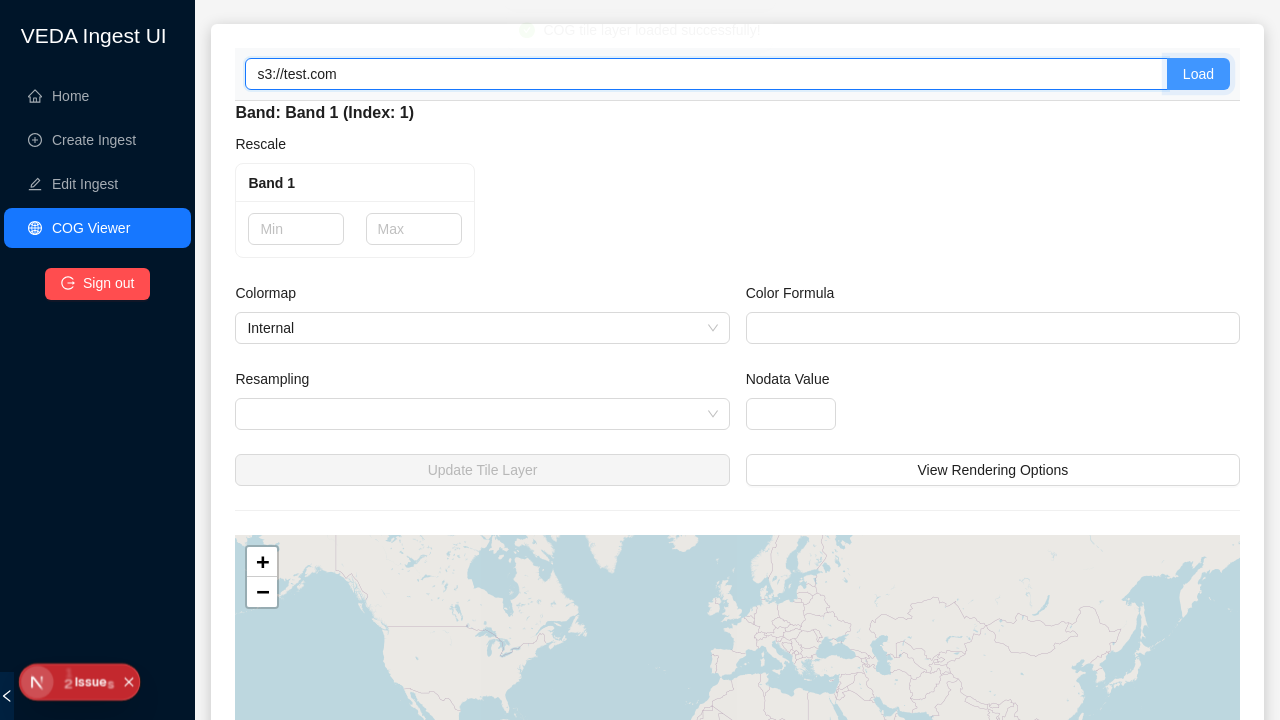 VEDA Ingest UI
Home
Create Ingest
Edit Ingest
COG Viewer
Sign out
COG tile layer loaded successfully!
s3://test.com
Load
Band: Band 1 (Index: 1)
Rescale
Band 1
Min
Max
Colormap
Color Formula
Internal
Resampling
Nodata Value
Update Tile Layer
View Rendering Options
+
−
2 Issues